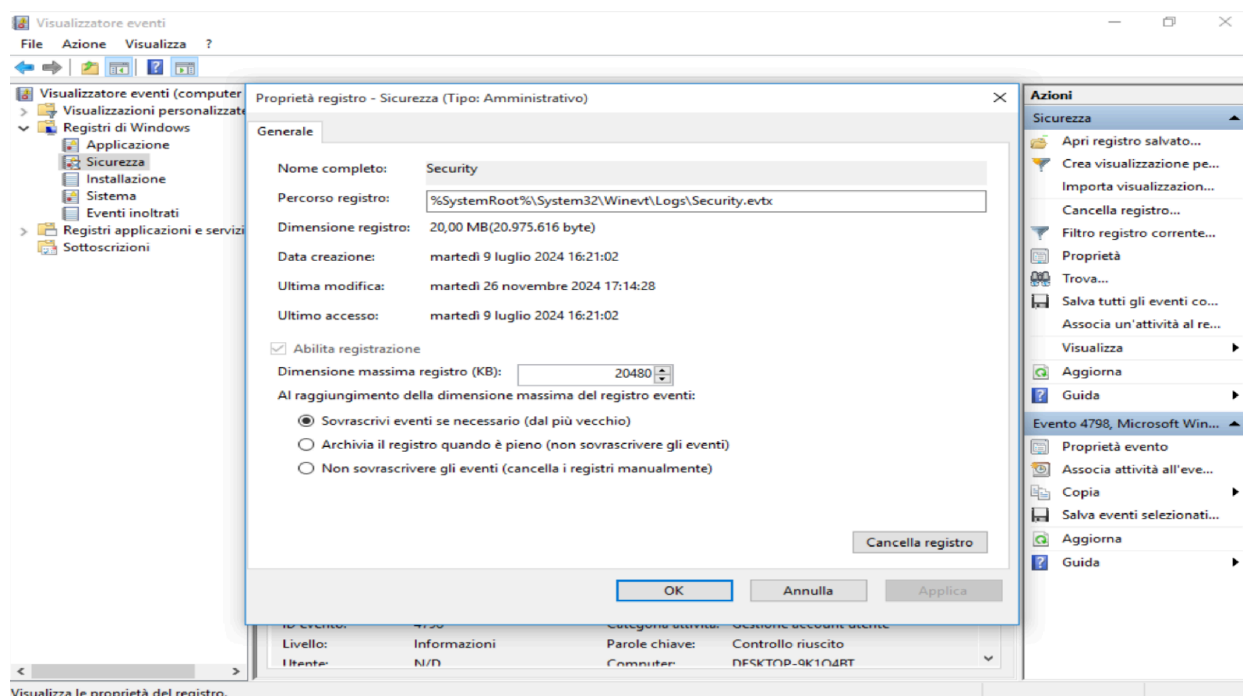 Visualizzatore eventi
File Azione Visualizza ?
Visualizzatore eventi (computer
Visualizzazioni personalizzate
Registri di Windows
Applicazione
Sicurezza
Installazione
Sistema
Eventi inoltrati
Registri applicazioni e servizi
Sottoscrizioni
Proprietà registro - Sicurezza (Tipo: Amministrativo)
Generale
Nome completo: Security
Percorso registro: %SystemRoot%\System32\Winevt\Logs\Security.evtx
Dimensione registro: 20,00 MB(20.975.616 byte)
Data creazione: martedì 9 luglio 2024 16:21:02
Ultima modifica: martedì 26 novembre 2024 17:14:28
Ultimo accesso: martedì 9 luglio 2024 16:21:02
Abilita registrazione
Dimensione massima registro (KB): 20480
Al raggiungimento della dimensione massima del registro eventi:
Sovrascrivi eventi se necessario (dal più vecchio)
Archivia il registro quando è pieno (non sovrascrivere gli eventi)
Non sovrascrivere gli eventi (cancella i registri manualmente)
Cancella registro
OK Annulla Applica
ID evento: 4798 Categoria attività: Gestione account utente
Livello: Informazioni Parole chiave: Controllo riuscito
Utente: N/D Computer: DESKTOP-9K1O4BT
Azioni
Sicurezza
Apri registro salvato...
Crea visualizzazione pe...
Importa visualizzazion...
Cancella registro...
Filtro registro corrente...
Proprietà
Trova...
Salva tutti gli eventi co...
Associa un'attività al re...
Visualizza
Aggiorna
Guida
Evento 4798, Microsoft Win...
Proprietà evento
Associa attività all'eve...
Copia
Salva eventi selezionati...
Aggiorna
Guida
Visualizza le proprietà del registro.